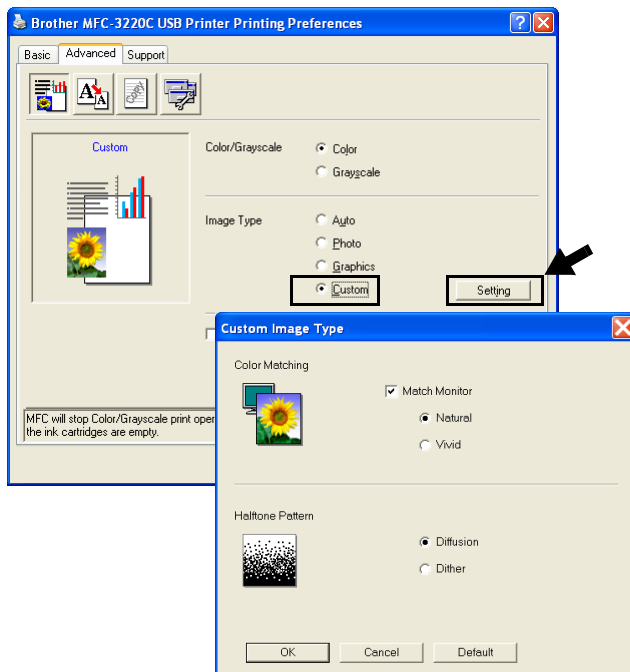 Brother MFC-3220C USB Printer Printing Preferences
Basic Advanced Support
Custom
Color/Grayscale
Color
Grayscale
Image Type
Auto
Photo
Graphics
Custom
Setting
MFC will stop Color/Grayscale print
the ink cartridges are empty.
Custom Image Type
Color Matching
Match Monitor
Natural
Vivid
Halftone Pattern
Diffusion
Dither
OK Cancel Default